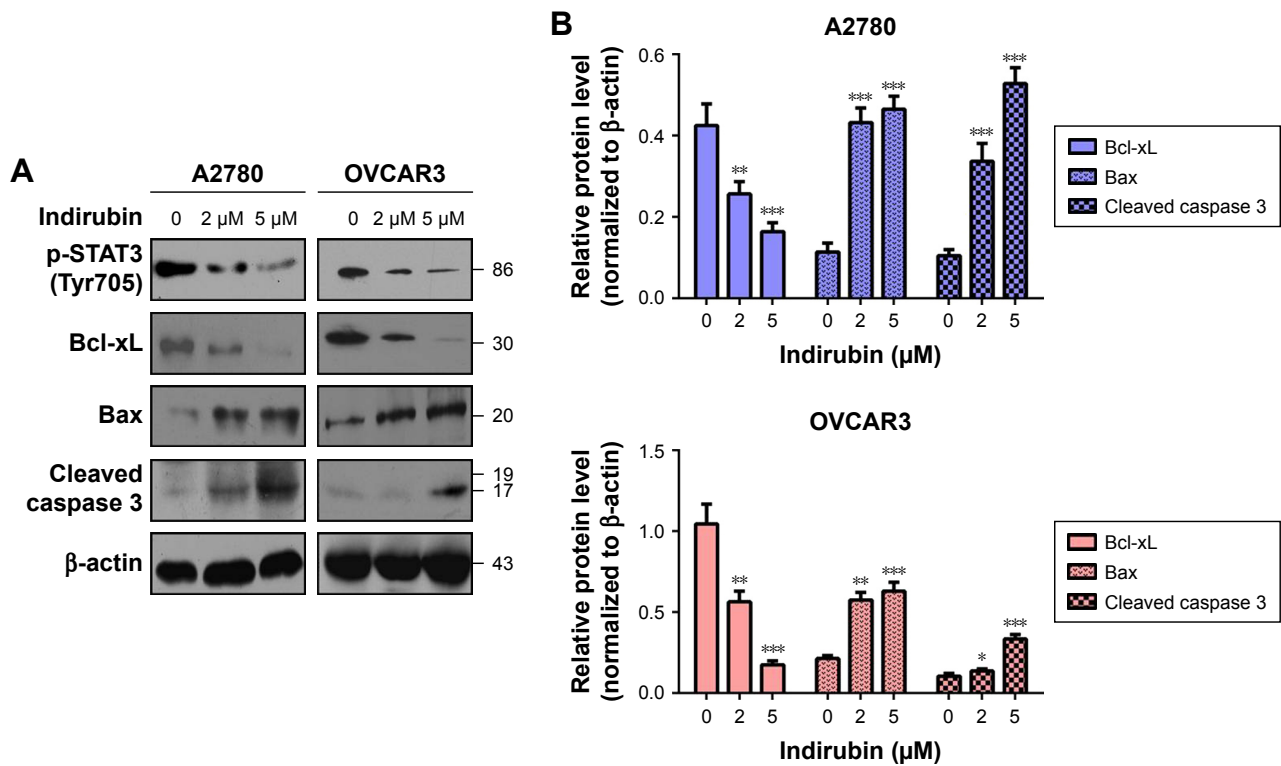 A
A2780 OVCAR3
Indirubin 0 2 µM 5 µM 0 2 µM 5 µM
p-STAT3
(Tyr705)
86
Bcl-xL
30
Bax
20
Cleaved
caspase 3
19
17
β-actin
43
B
A2780
Relative protein level
(normalized to β-actin)
0.6
0.4
0.2
0.0
** *** *** *** *** ***
0 2 5 0 2 5 0 2 5
Indirubin (µM)
Bcl-xL
Bax
Cleaved caspase 3
OVCAR3
Relative protein level
(normalized to β-actin)
1.5
1.0
0.5
0.0
** *** ** *** * ***
0 2 5 0 2 5 0 2 5
Indirubin (µM)
Bcl-xL
Bax
Cleaved caspase 3